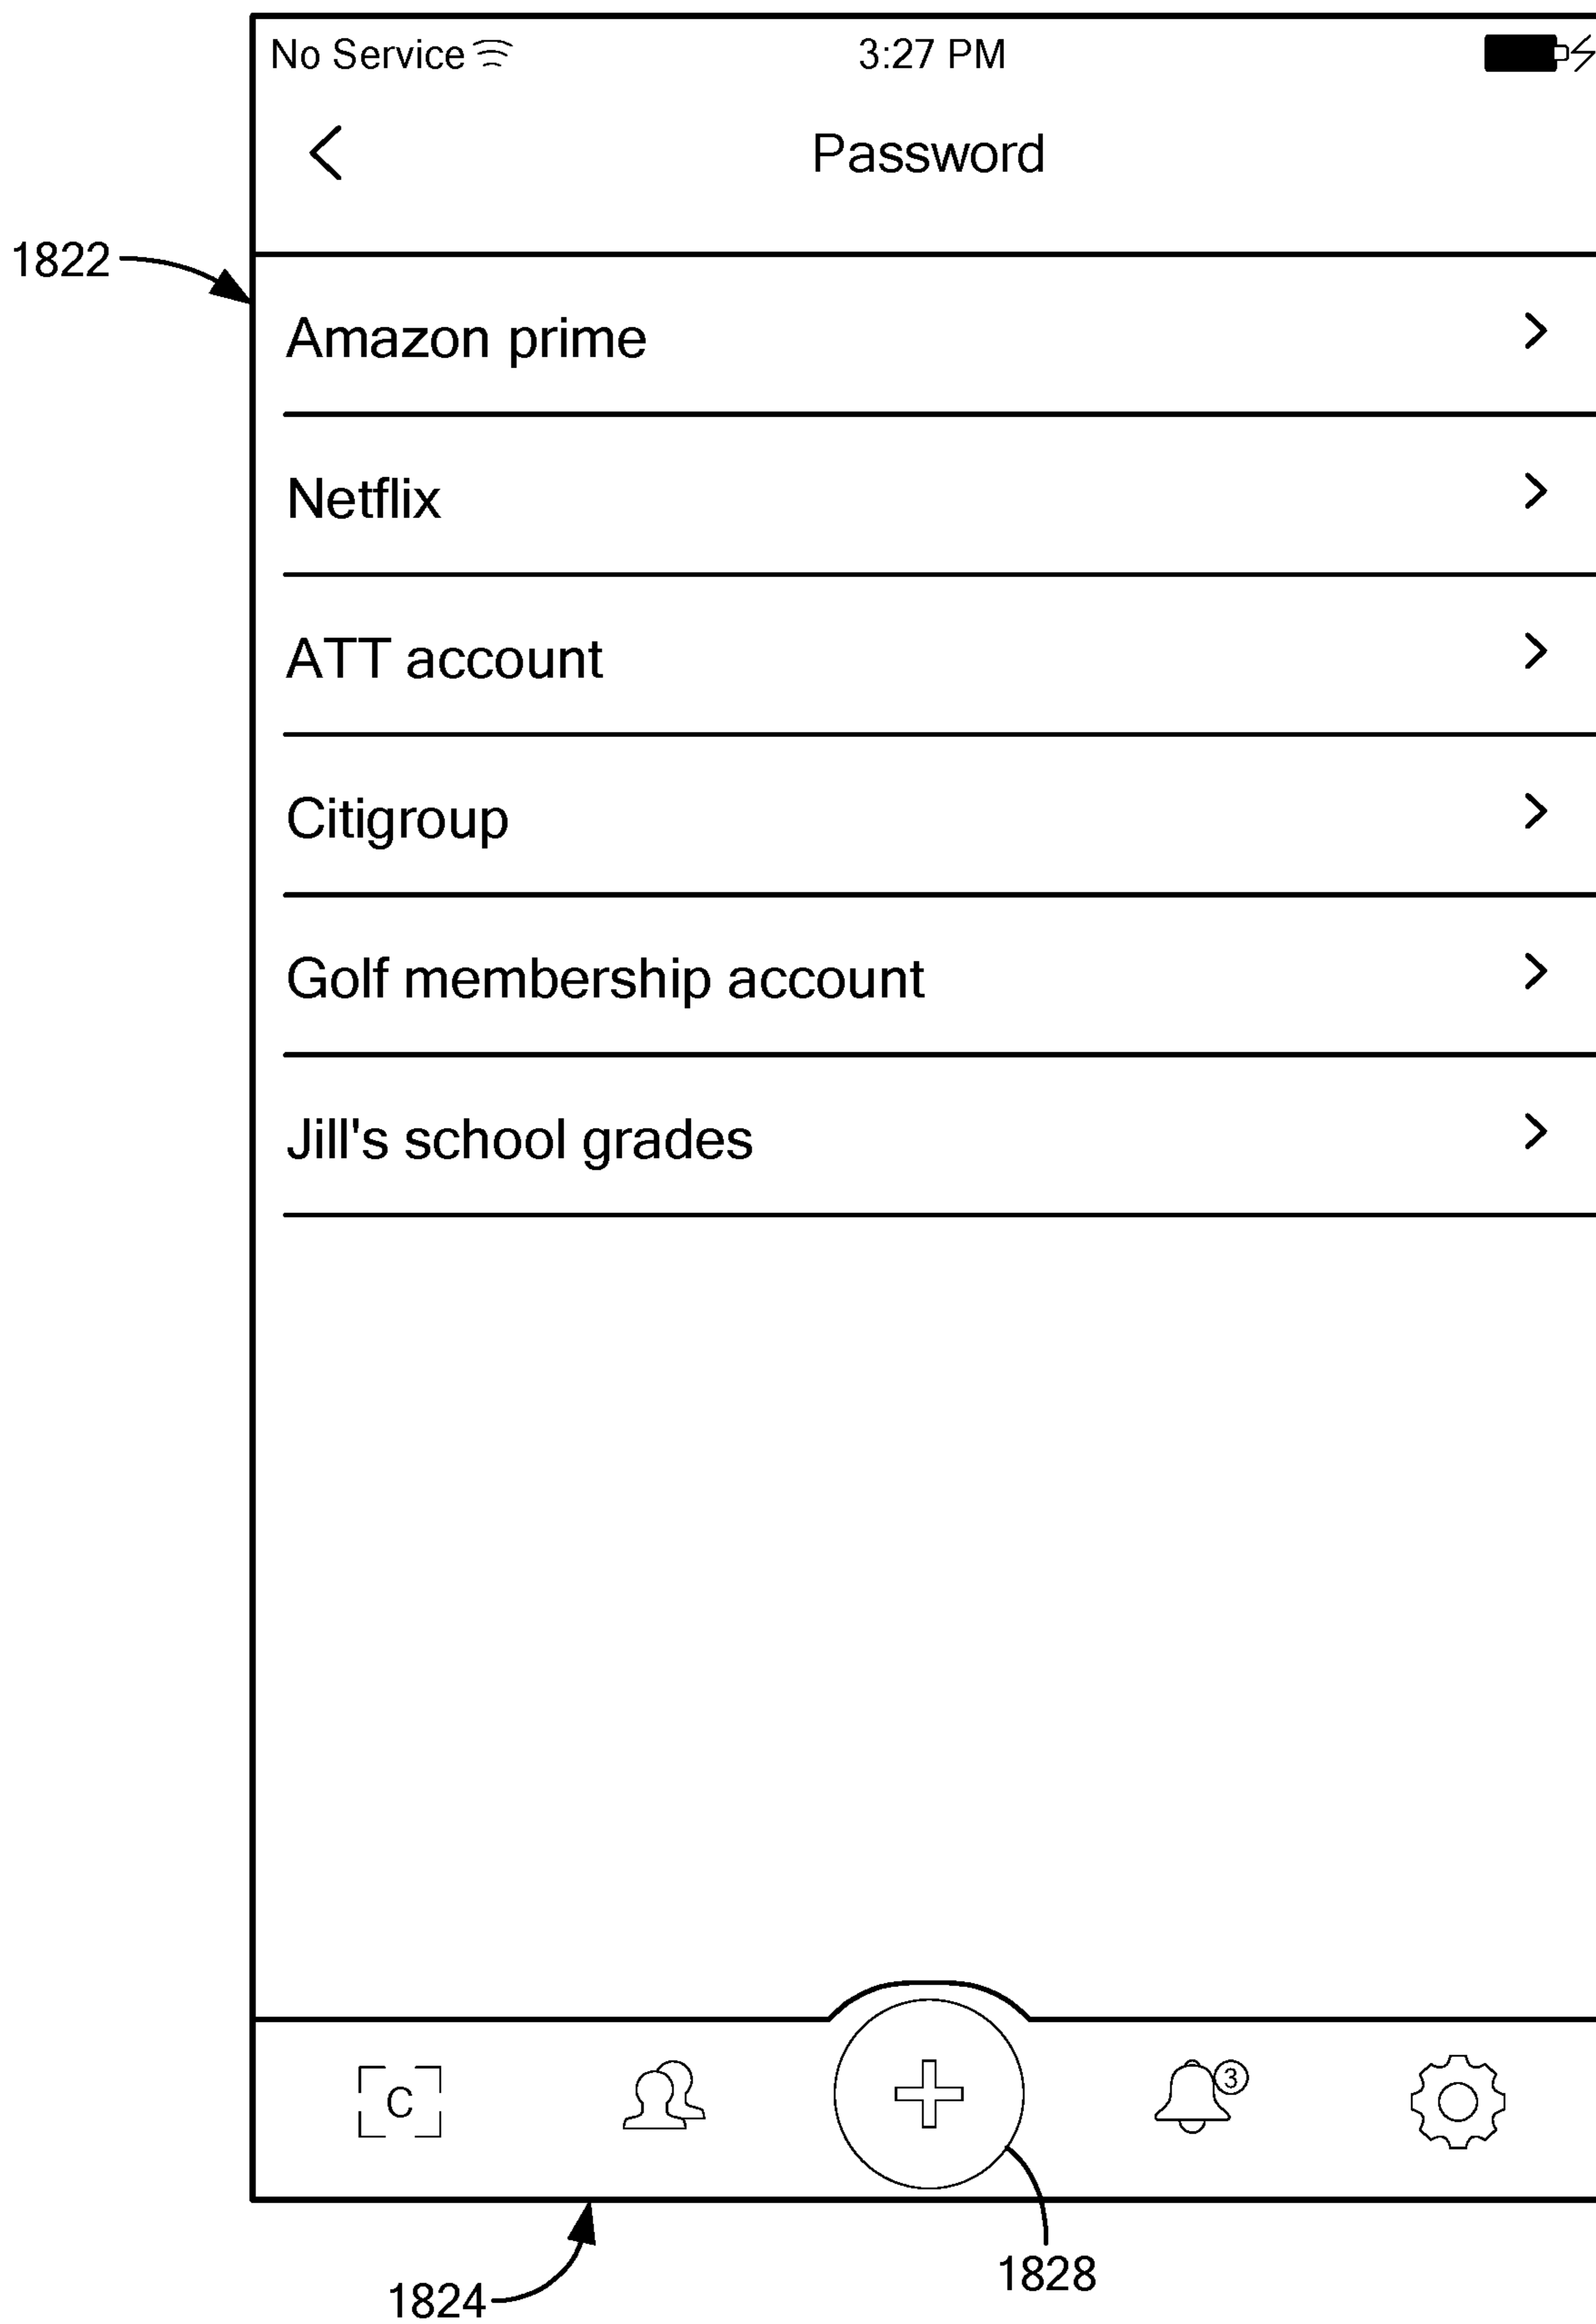 No Service 3:27 PM
Password
1822
Amazon prime
Netflix
ATT account
Citigroup
Golf membership account
Jill's school grades
C 3
1828
1824